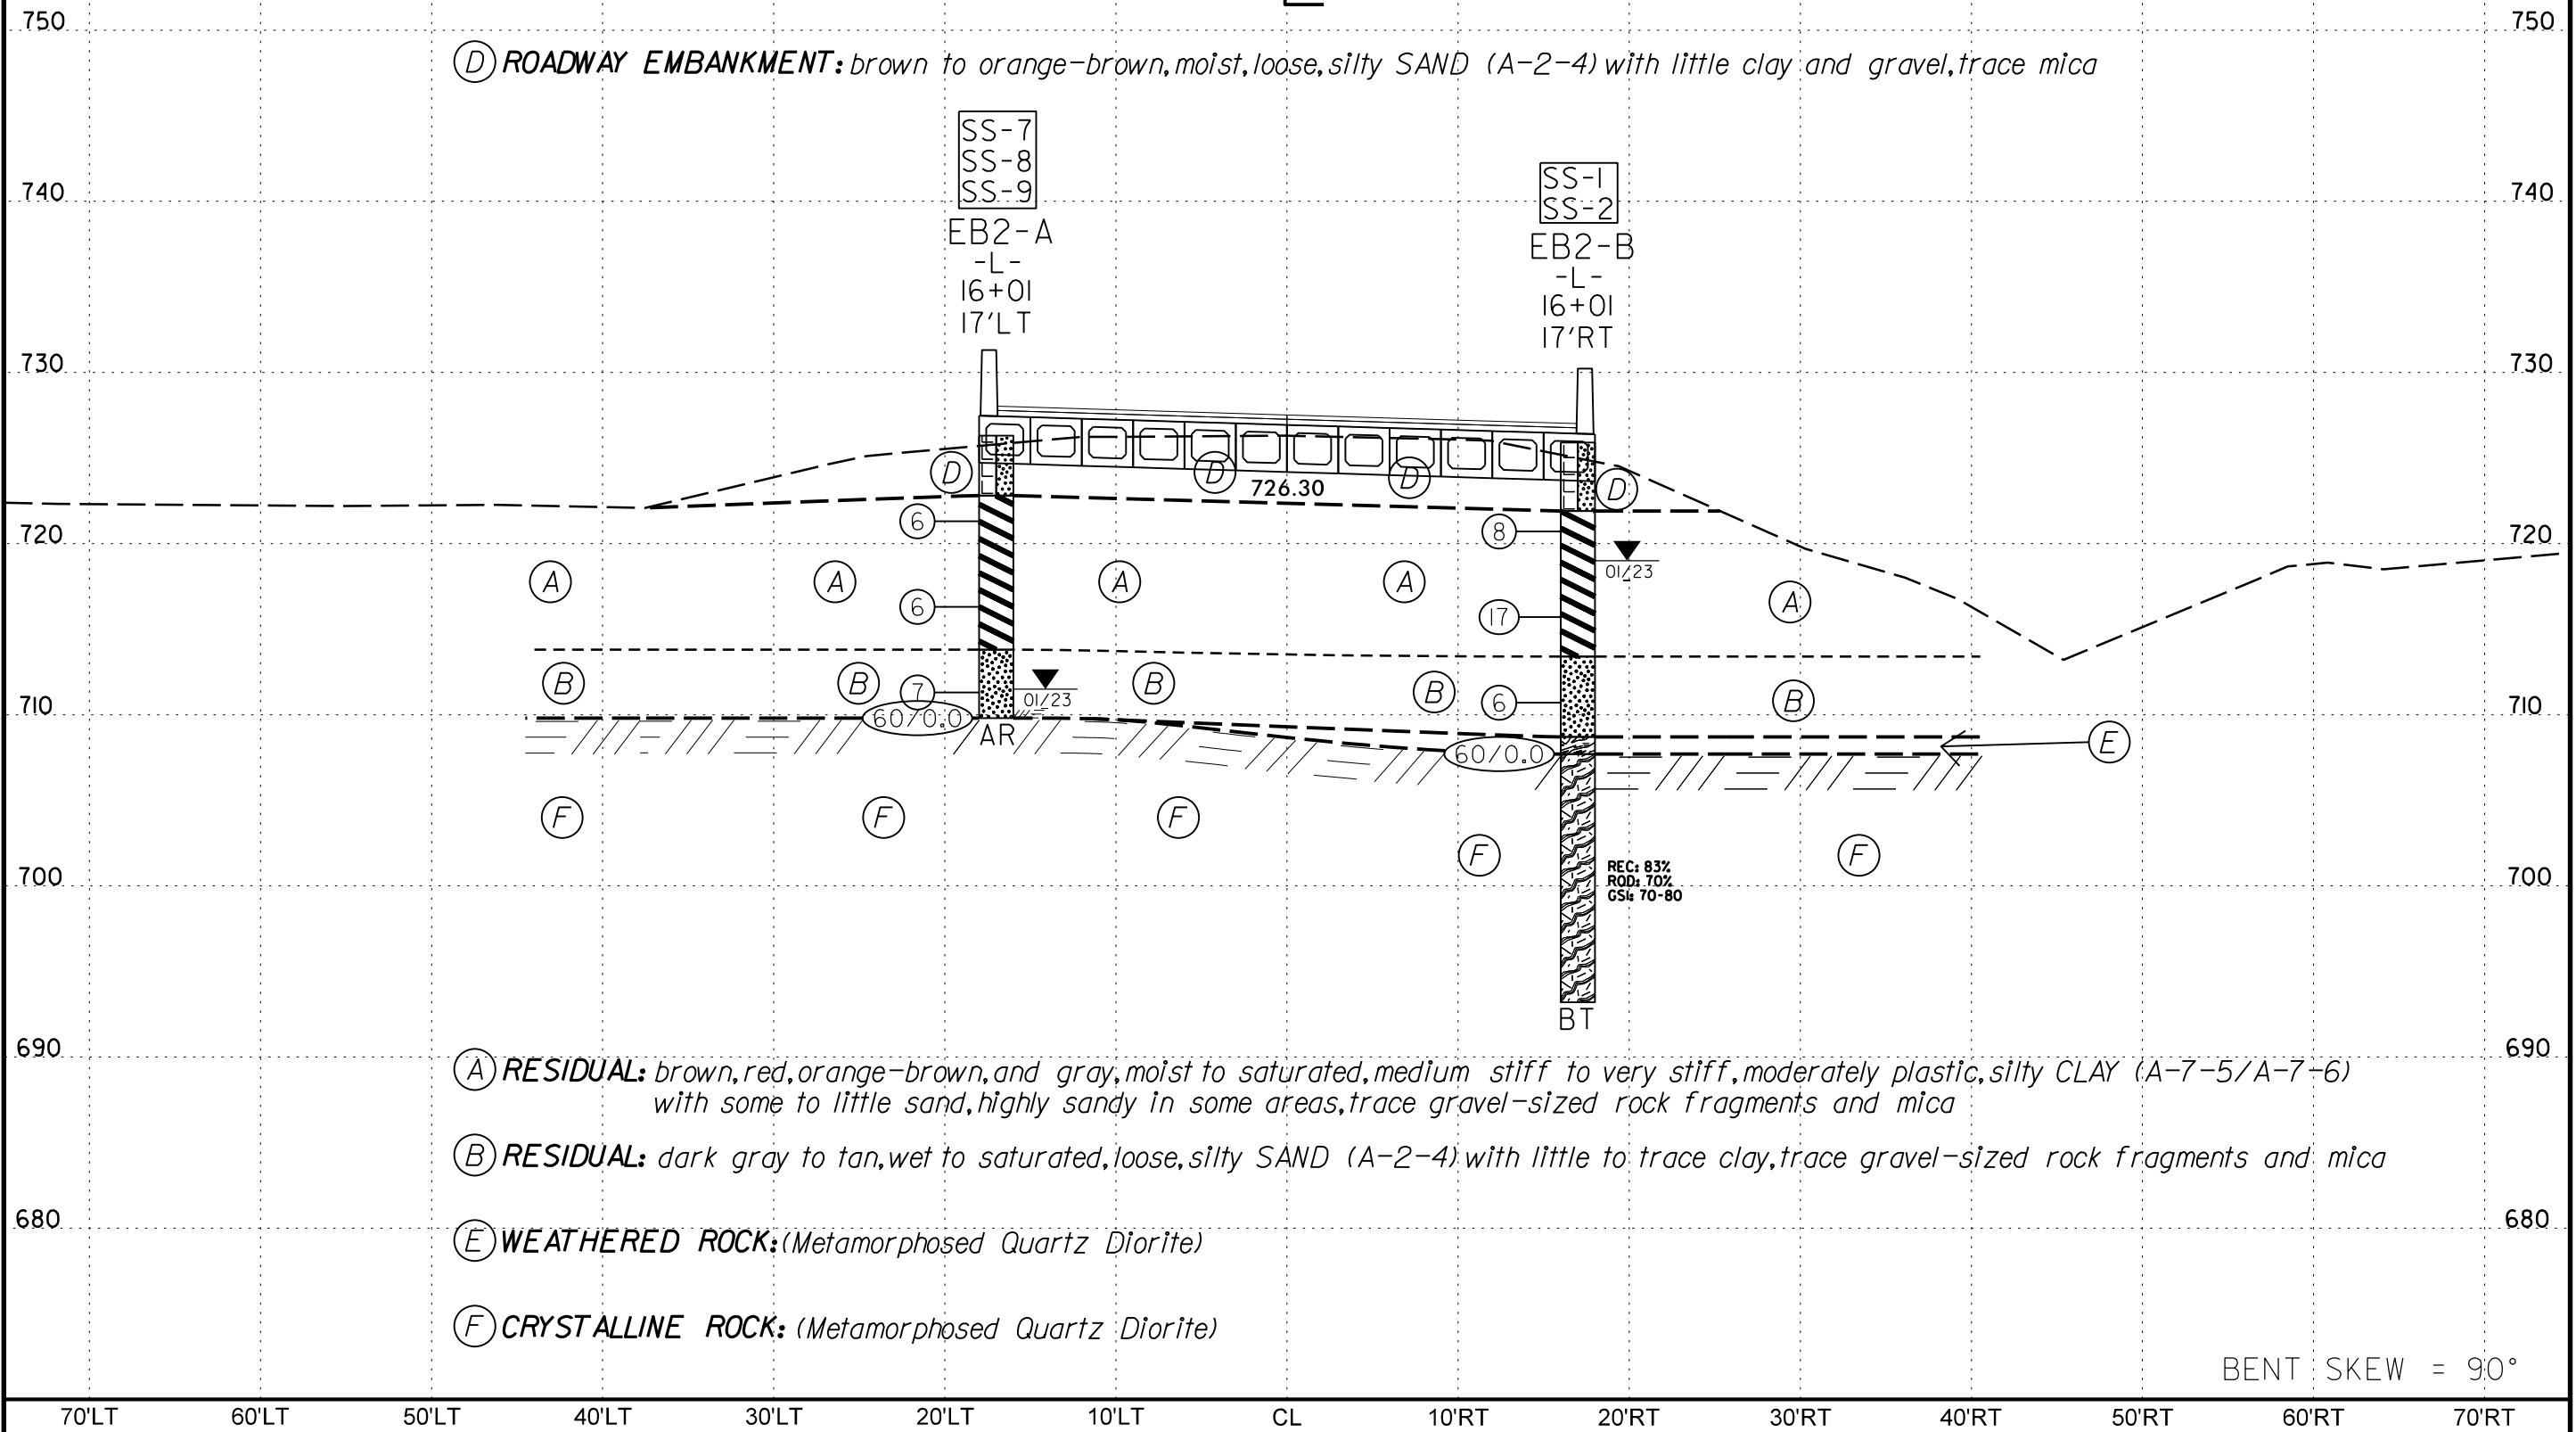 750 750
Ⓓ ROADWAY EMBANKMENT: brown to orange-brown, moist, loose, silty SAND (A-2-4) with little clay and gravel, trace mica
SS-7
SS-8
SS-9
EB2-A
-L-
16+01
17'LT
SS-1
SS-2
EB2-B
-L-
16+01
17'RT
740 740
730 730
D D D D
726.30
6 8
720 720
01/23
A A A A A
6 17
B B B B B
7 6
01/23
710 710
60/0.0
AR
60/0.0
E
F F F F F
REC: 83%
RQD: 70%
GSI: 70-80
700 700
BT
690 690
Ⓐ RESIDUAL: brown, red, orange-brown, and gray, moist to saturated, medium stiff to very stiff, moderately plastic, silty CLAY (A-7-5/A-7-6)
with some to little sand, highly sandy in some areas, trace gravel-sized rock fragments and mica
Ⓑ RESIDUAL: dark gray to tan, wet to saturated, loose, silty SAND (A-2-4) with little to trace clay, trace gravel-sized rock fragments and mica
680 680
Ⓔ WEATHERED ROCK: (Metamorphosed Quartz Diorite)
Ⓕ CRYSTALLINE ROCK: (Metamorphosed Quartz Diorite)
BENT SKEW = 90°
70'LT 60'LT 50'LT 40'LT 30'LT 20'LT 10'LT CL 10'RT 20'RT 30'RT 40'RT 50'RT 60'RT 70'RT